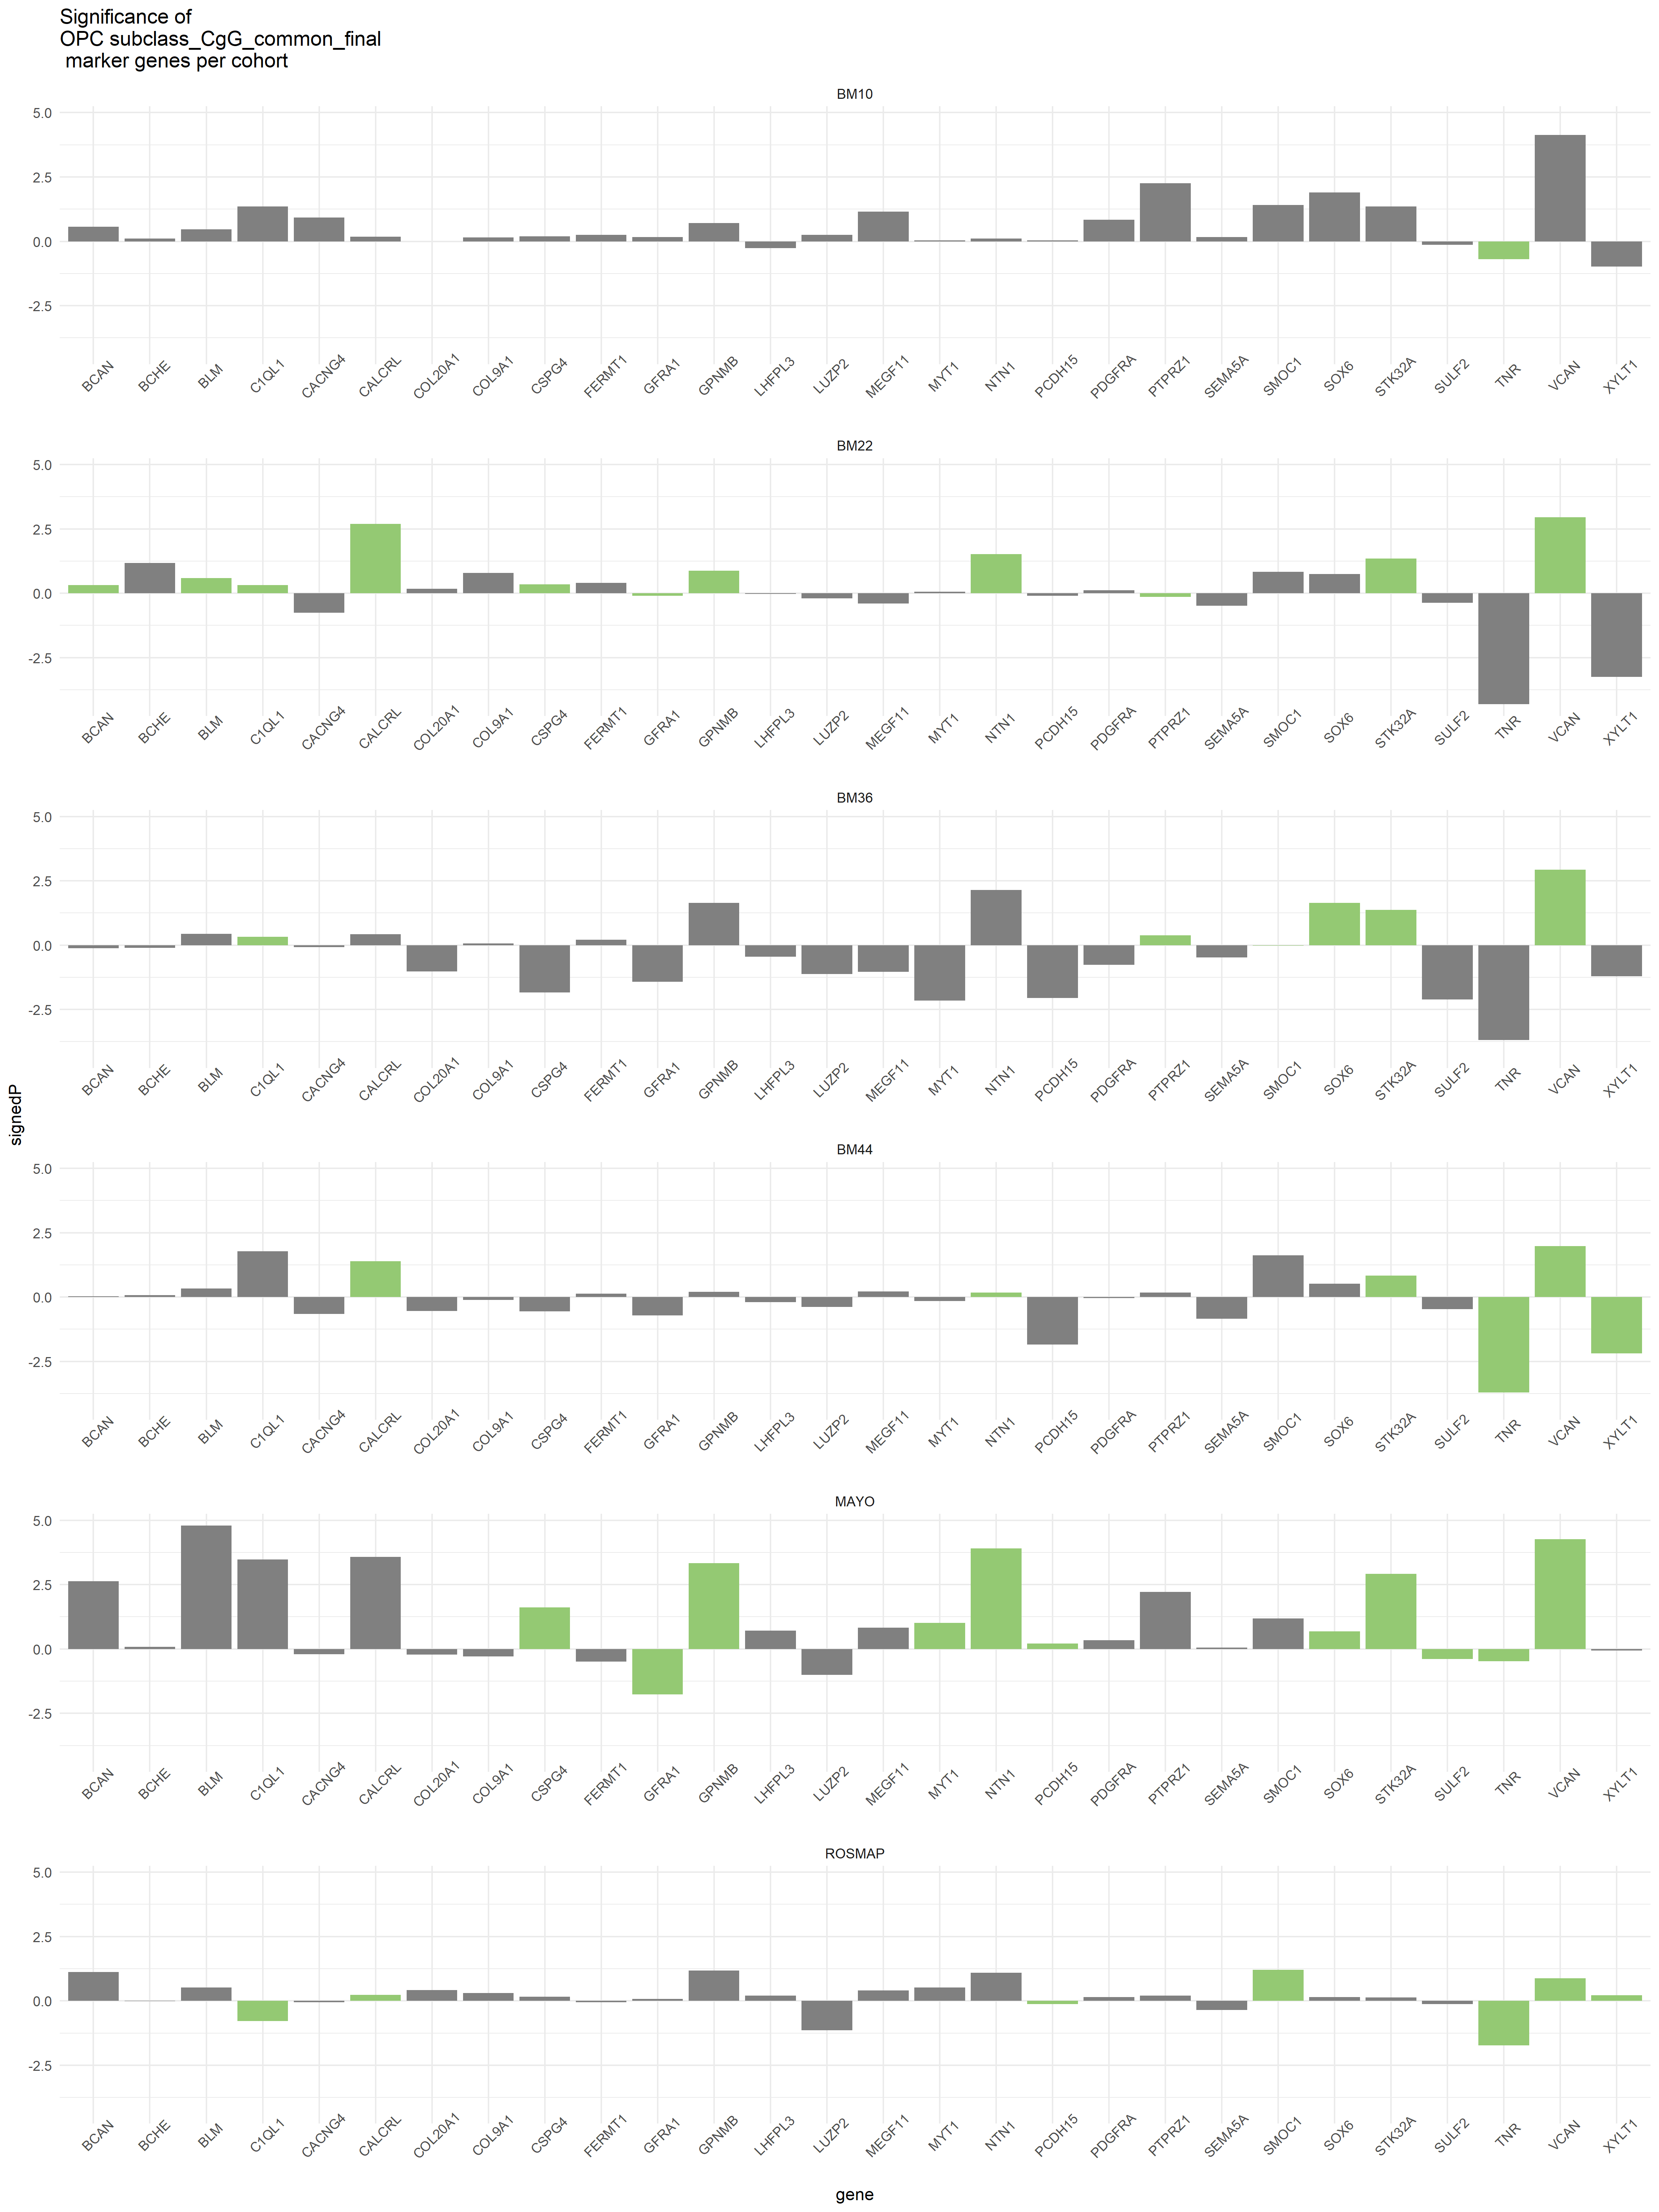 Significance of
OPC subclass_CgG_common_final
marker genes per cohort
BM10
5.0
2.5
0.0
-2.5
BCAN BCHE BLM C1QL1 CACNG4 CALCRL COL20A1 COL9A1 CSPG4 FERMT1 GFRA1 GPNMB LHFPL3 LUZP2 MEGF11 MYT1 NTN1 PCDH15 PDGFRA PTPRZ1 SEMA5A SMOC1 SOX6 STK32A SULF2 TNR VCAN XYLT1
BM22
5.0
2.5
0.0
-2.5
BCAN BCHE BLM C1QL1 CACNG4 CALCRL COL20A1 COL9A1 CSPG4 FERMT1 GFRA1 GPNMB LHFPL3 LUZP2 MEGF11 MYT1 NTN1 PCDH15 PDGFRA PTPRZ1 SEMA5A SMOC1 SOX6 STK32A SULF2 TNR VCAN XYLT1
BM36
5.0
2.5
0.0
-2.5
BCAN BCHE BLM C1QL1 CACNG4 CALCRL COL20A1 COL9A1 CSPG4 FERMT1 GFRA1 GPNMB LHFPL3 LUZP2 MEGF11 MYT1 NTN1 PCDH15 PDGFRA PTPRZ1 SEMA5A SMOC1 SOX6 STK32A SULF2 TNR VCAN XYLT1
signedP
BM44
5.0
2.5
0.0
-2.5
BCAN BCHE BLM C1QL1 CACNG4 CALCRL COL20A1 COL9A1 CSPG4 FERMT1 GFRA1 GPNMB LHFPL3 LUZP2 MEGF11 MYT1 NTN1 PCDH15 PDGFRA PTPRZ1 SEMA5A SMOC1 SOX6 STK32A SULF2 TNR VCAN XYLT1
MAYO
5.0
2.5
0.0
-2.5
BCAN BCHE BLM C1QL1 CACNG4 CALCRL COL20A1 COL9A1 CSPG4 FERMT1 GFRA1 GPNMB LHFPL3 LUZP2 MEGF11 MYT1 NTN1 PCDH15 PDGFRA PTPRZ1 SEMA5A SMOC1 SOX6 STK32A SULF2 TNR VCAN XYLT1
ROSMAP
5.0
2.5
0.0
-2.5
BCAN BCHE BLM C1QL1 CACNG4 CALCRL COL20A1 COL9A1 CSPG4 FERMT1 GFRA1 GPNMB LHFPL3 LUZP2 MEGF11 MYT1 NTN1 PCDH15 PDGFRA PTPRZ1 SEMA5A SMOC1 SOX6 STK32A SULF2 TNR VCAN XYLT1
gene